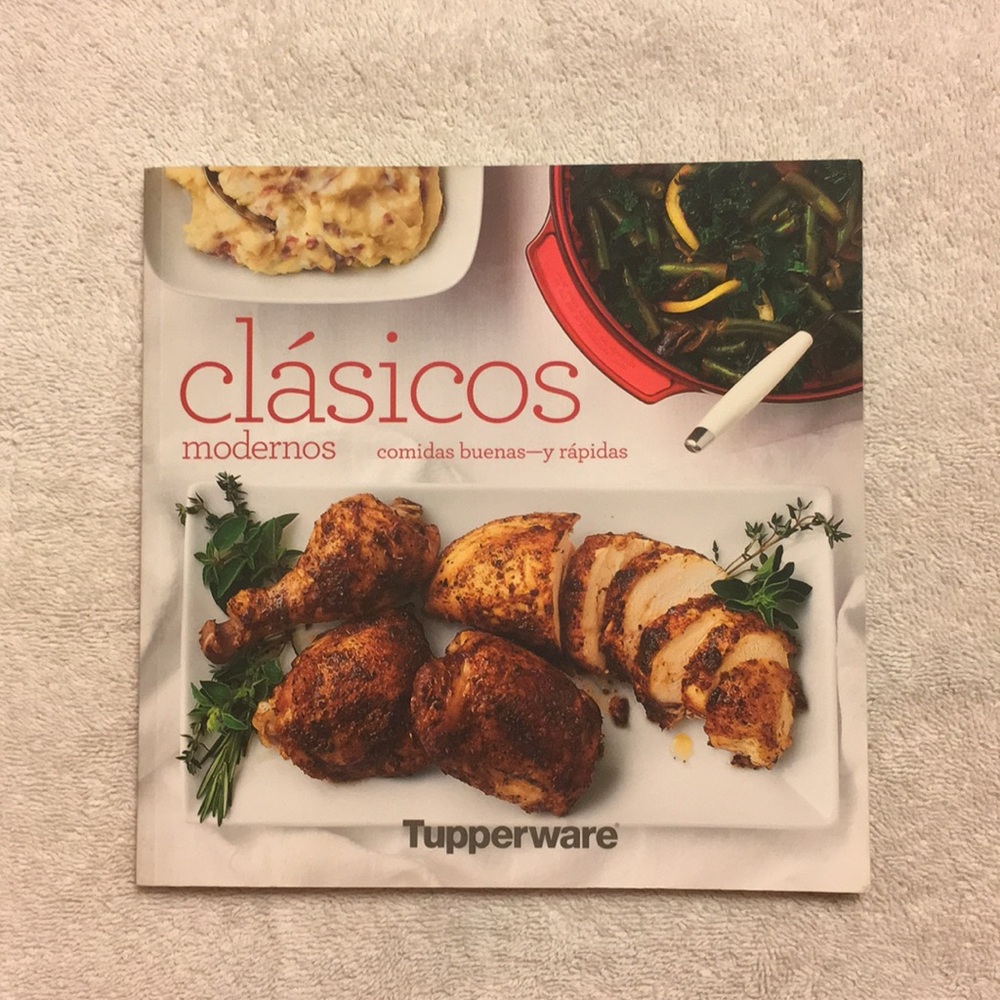 clásicos
modernos comidas buenas—y rápidas
Tupperware®